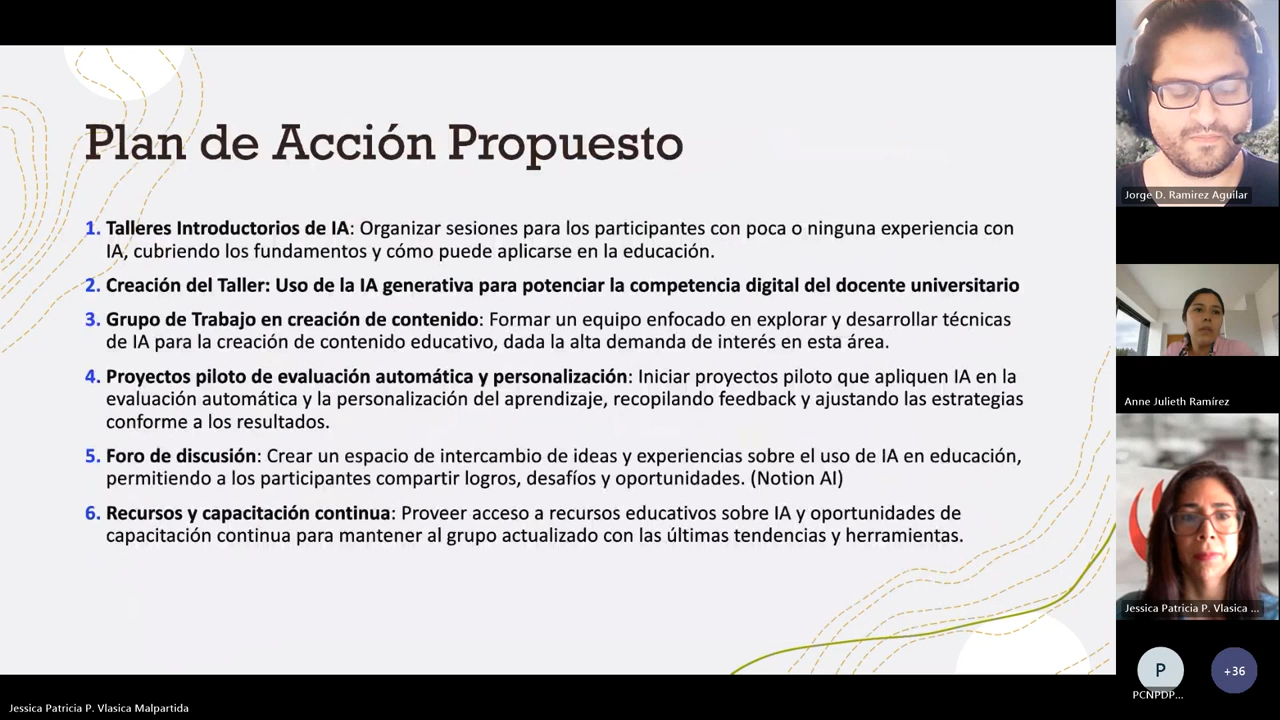 Plan de Acción Propuesto
1. Talleres Introductorios de IA: Organizar sesiones para los participantes con poca o ninguna experiencia con
IA, cubriendo los fundamentos y cómo puede aplicarse en la educación.
2. Creación del Taller: Uso de la IA generativa para potenciar la competencia digital del docente universitario
3. Grupo de Trabajo en creación de contenido: Formar un equipo enfocado en explorar y desarrollar técnicas
de IA para la creación de contenido educativo, dada la alta demanda de interés en esta área.
4. Proyectos piloto de evaluación automática y personalización: Iniciar proyectos piloto que apliquen IA en la
evaluación automática y la personalización del aprendizaje, recopilando feedback y ajustando las estrategias
conforme a los resultados.
5. Foro de discusión: Crear un espacio de intercambio de ideas y experiencias sobre el uso de IA en educación,
permitiendo a los participantes compartir logros, desafíos y oportunidades. (Notion AI)
6. Recursos y capacitación continua: Proveer acceso a recursos educativos sobre IA y oportunidades de
capacitación continua para mantener al grupo actualizado con las últimas tendencias y herramientas.
Jorge D. Ramirez Aguilar
Anne Julieth Ramírez
Jessica Patricia P. Vlasica ...
P
+36
PCNPDP...
Jessica Patricia P. Vlasica Malpartida